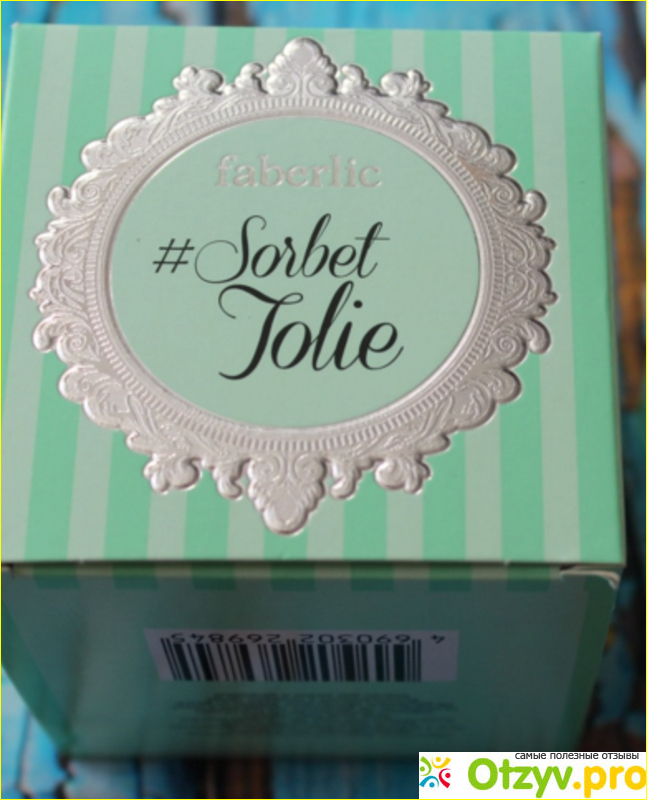 faberlic
#Sorbet
Jolie
4 690302 269845
самые полезные отзывы
Otzyv.pro